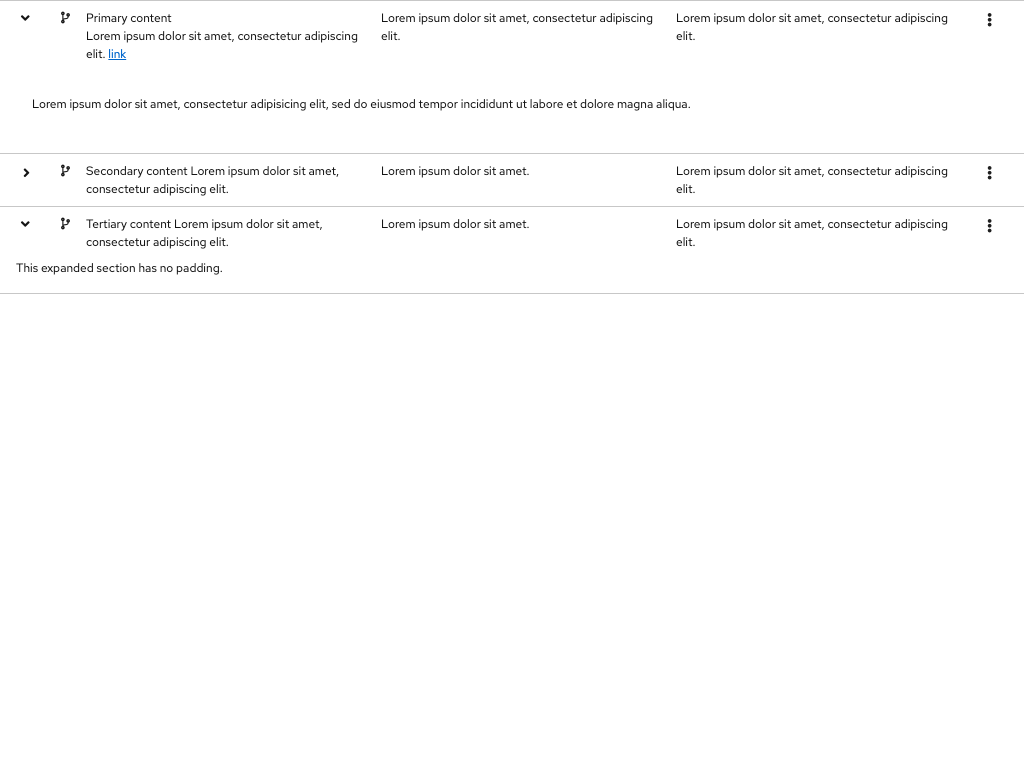 Primary content
Lorem ipsum dolor sit amet, consectetur adipiscing
elit. link
Lorem ipsum dolor sit amet, consectetur adipiscing
elit.
Lorem ipsum dolor sit amet, consectetur adipiscing
elit.
Lorem ipsum dolor sit amet, consectetur adipisicing elit, sed do eiusmod tempor incididunt ut labore et dolore magna aliqua.
Secondary content Lorem ipsum dolor sit amet,
consectetur adipiscing elit.
Lorem ipsum dolor sit amet.
Lorem ipsum dolor sit amet, consectetur adipiscing
elit.
Tertiary content Lorem ipsum dolor sit amet,
consectetur adipiscing elit.
Lorem ipsum dolor sit amet.
Lorem ipsum dolor sit amet, consectetur adipiscing
elit.
This expanded section has no padding.